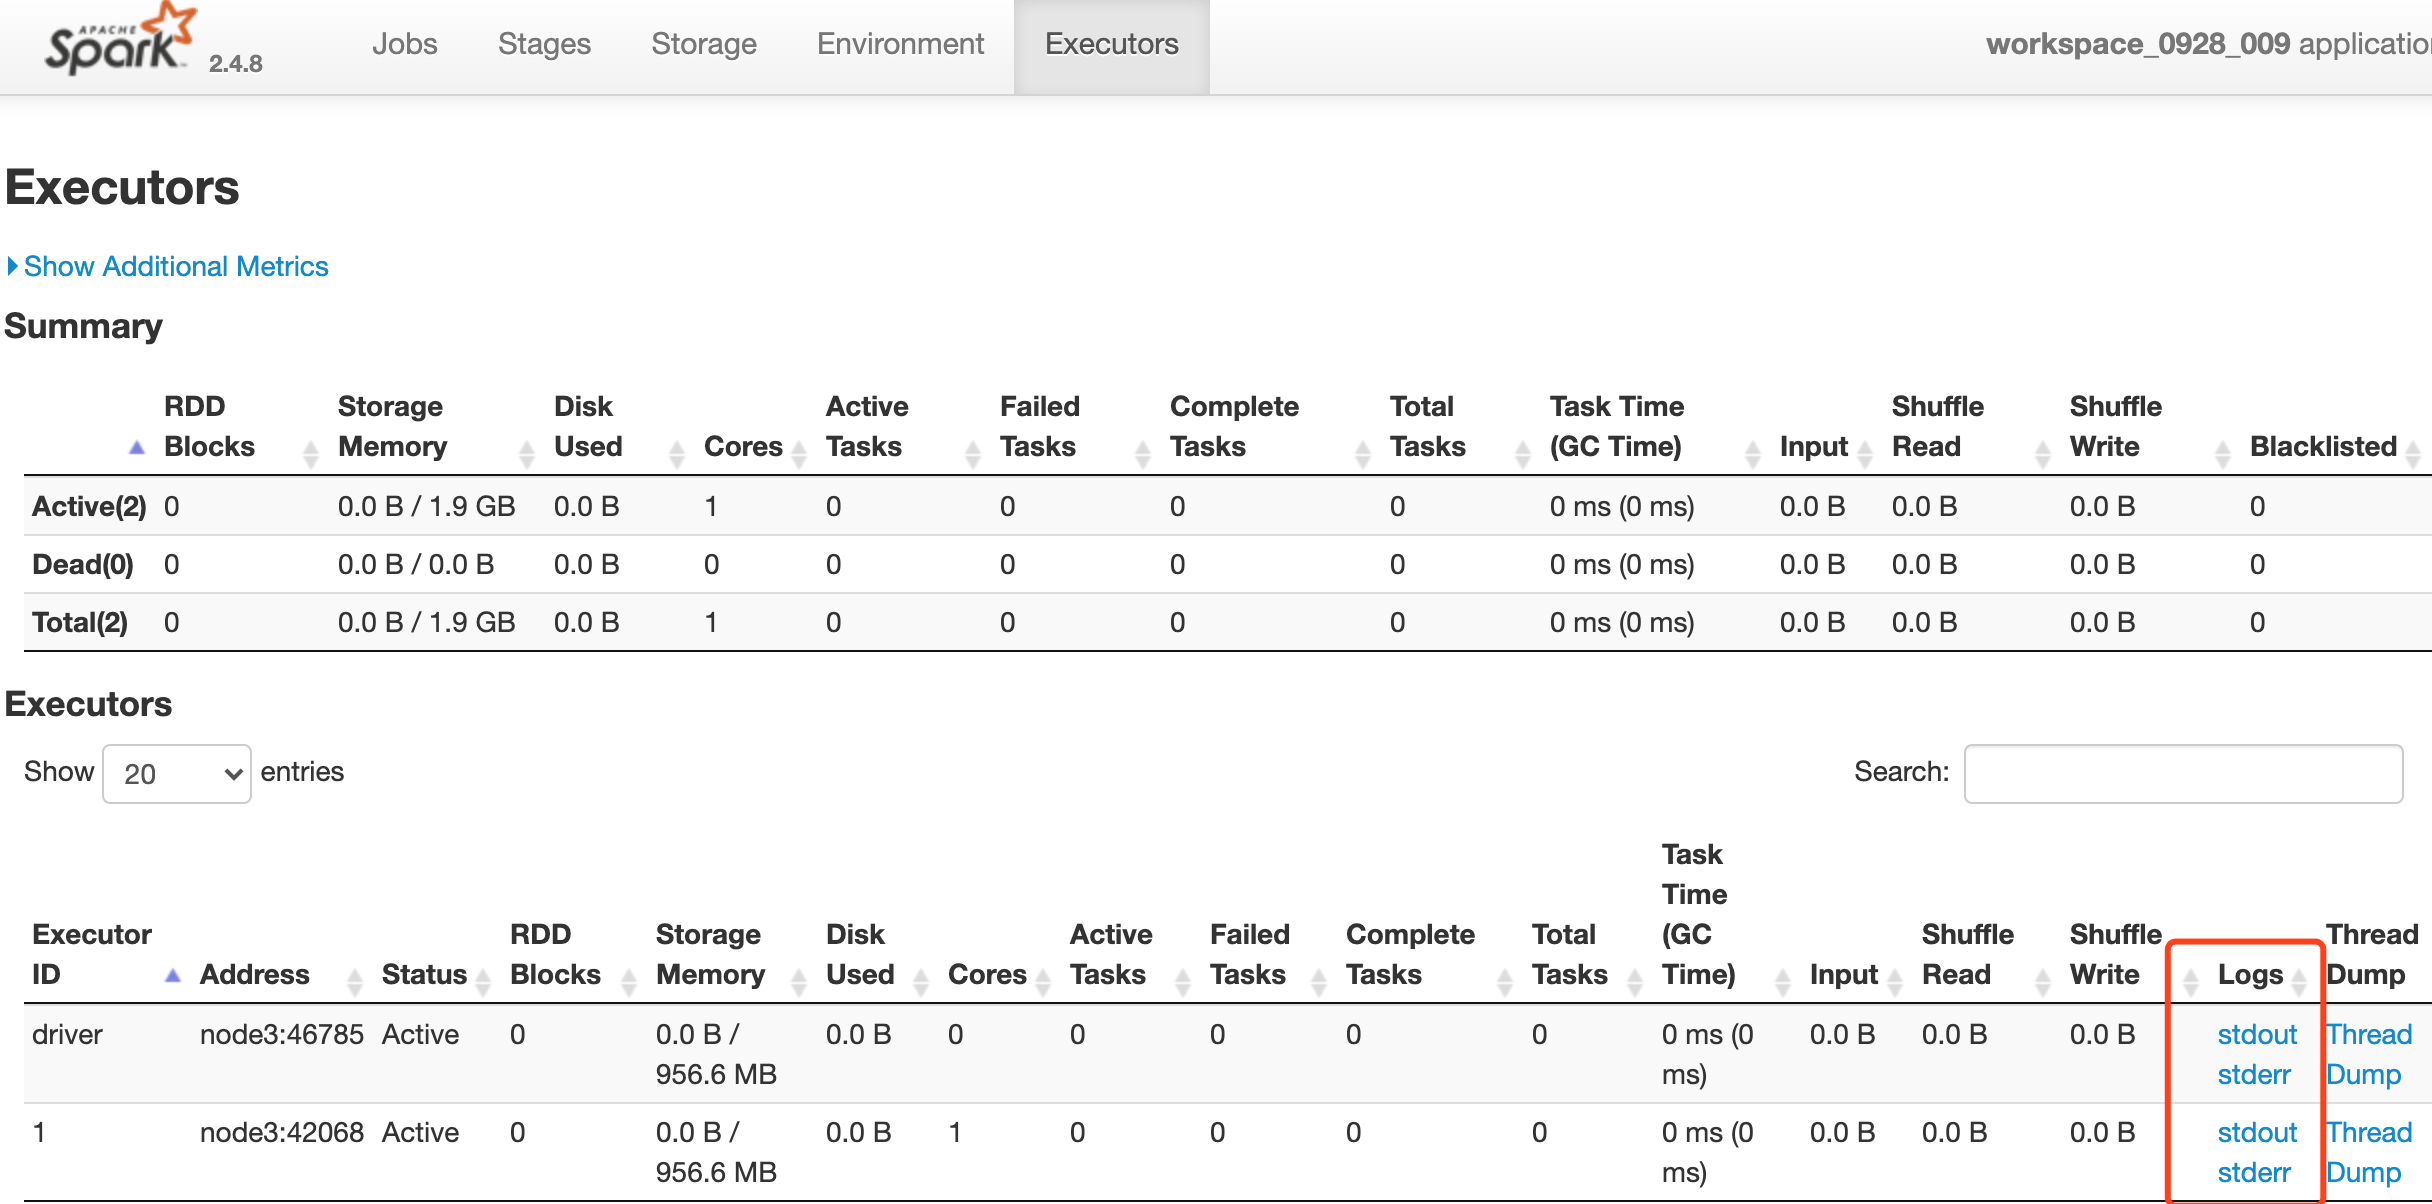 APACHE
Spark 2.4.8 Jobs Stages Storage Environment Executors workspace_0928_009 application
Executors
Show Additional Metrics
Summary
RDD Blocks Storage Memory Disk Used Cores Active Tasks Failed Tasks Complete Tasks Total Tasks Task Time (GC Time) Input Shuffle Read Shuffle Write Blacklisted
Active(2) 0 0.0 B / 1.9 GB 0.0 B 1 0 0 0 0 0 ms (0 ms) 0.0 B 0.0 B 0.0 B 0
Dead(0) 0 0.0 B / 0.0 B 0.0 B 0 0 0 0 0 0 ms (0 ms) 0.0 B 0.0 B 0.0 B 0
Total(2) 0 0.0 B / 1.9 GB 0.0 B 1 0 0 0 0 0 ms (0 ms) 0.0 B 0.0 B 0.0 B 0
Executors
Show 20 entries Search:
Executor ID Address Status RDD Blocks Storage Memory Disk Used Cores Active Tasks Failed Tasks Complete Tasks Total Tasks Task Time (GC Time) Input Shuffle Read Shuffle Write Logs Thread Dump
driver node3:46785 Active 0 0.0 B / 956.6 MB 0.0 B 0 0 0 0 0 0 ms (0 ms) 0.0 B 0.0 B 0.0 B stdout stderr Thread Dump
1 node3:42068 Active 0 0.0 B / 956.6 MB 0.0 B 1 0 0 0 0 0 ms (0 ms) 0.0 B 0.0 B 0.0 B stdout stderr Thread Dump